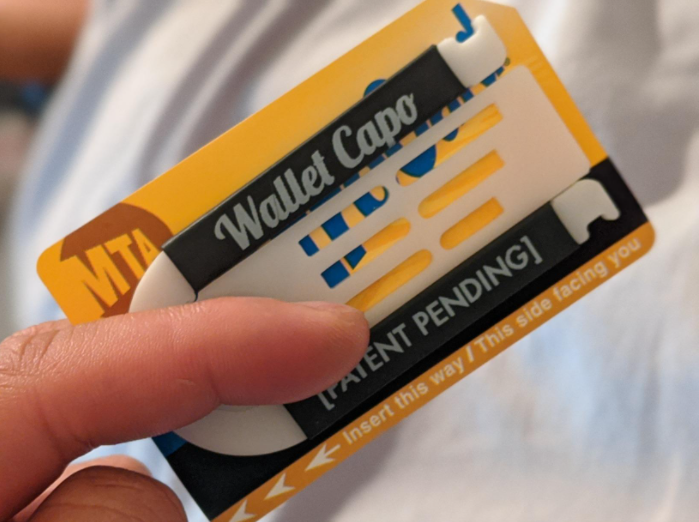 Wallet Capo
MTA
[PATENT PENDING]
Insert this way / This side facing you